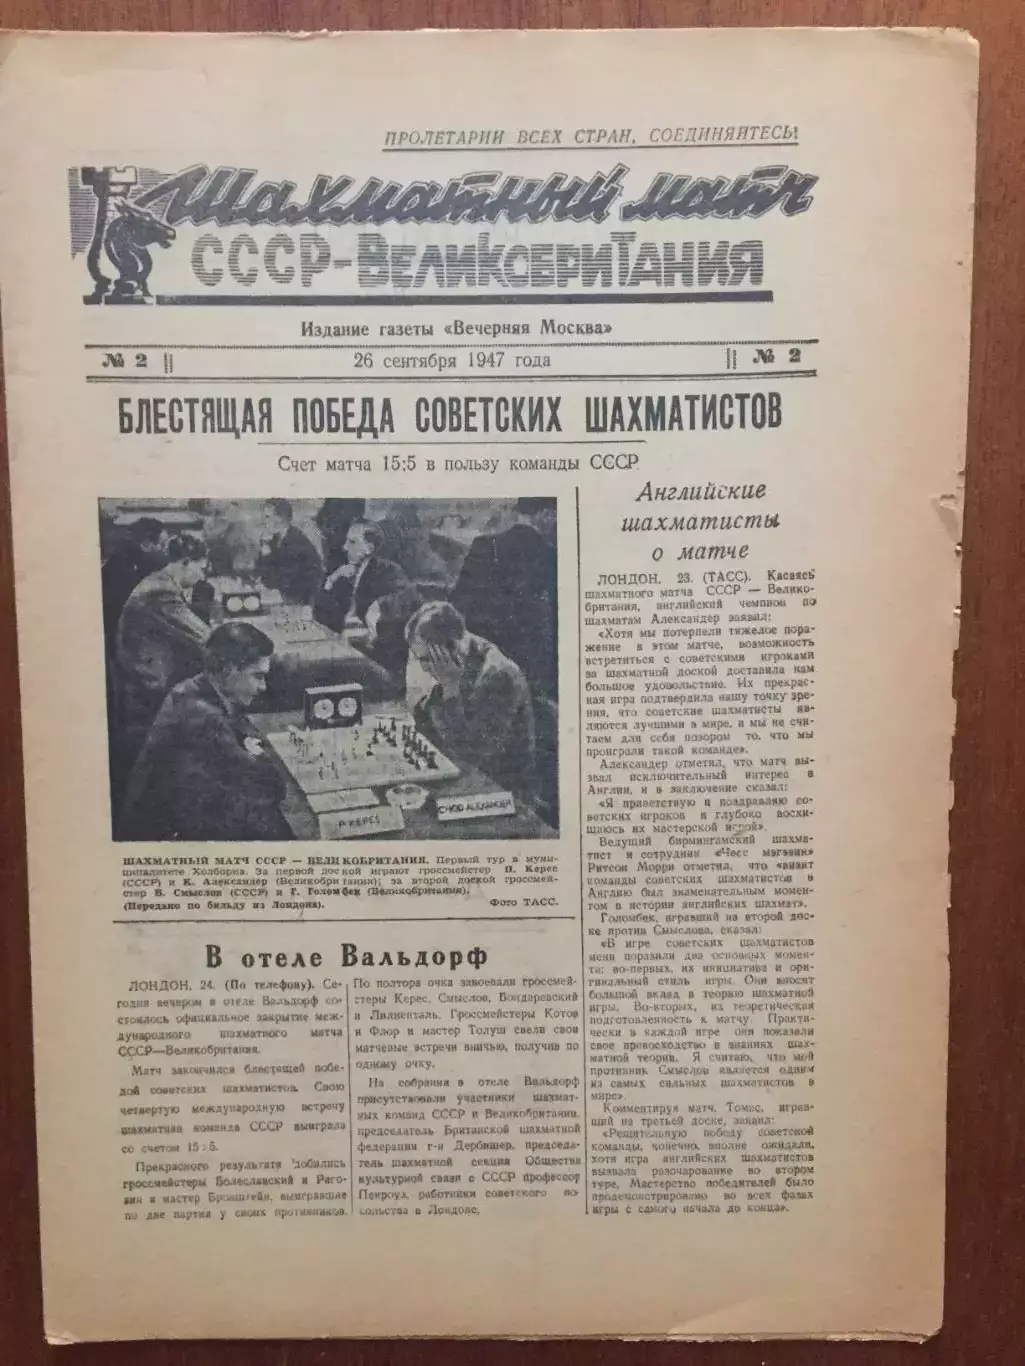 ПРОЛЕТАРИИ ВСЕХ СТРАН, СОЕДИНЯЙТЕСЬ!
Шахматный матч
СССР-ВЕЛИКОБРИТАНИЯ
Издание газеты «Вечерняя Москва»
№ 2 || 26 сентября 1947 года || № 2
БЛЕСТЯЩАЯ ПОБЕДА СОВЕТСКИХ ШАХМАТИСТОВ
Счет матча 15:5 в пользу команды СССР
P. KERES
CHOD ALEXANDER
ШАХМАТНЫЙ МАТЧ СССР — ВЕЛИКОБРИТАНИЯ. Первый тур в муни-
ципалитете Холборна. За первой доской играют гроссмейстер П. Керес
(СССР) и К. Александер (Великобритания); за второй доской гроссмей-
стер В. Смыслов (СССР) и Г. Голомбек (Великобритания).
(Передано по бильду из Лондона). Фото ТАСС.
В отеле Вальдорф
ЛОНДОН, 24. (По телефону). Се-
годня вечером в отеле Вальдорф со-
стоялось официальное закрытие меж-
дународного шахматного матча
СССР—Великобритания.
Матч закончился блестящей побе-
дой советских шахматистов. Свою
четвертую международную встречу
шахматная команда СССР выиграла
со счетом 15:5.
Прекрасного результата добились
гроссмейстеры Болеславский и Раго-
зин и мастер Бронштейн, выигравшие
по две партии у своих противников.
По полтора очка завоевали гроссмей-
стеры Керес, Смыслов, Бондаревский
и Лилиенталь. Гроссмейстеры Котов
и Флор и мастер Толуш свели свои
матчевые встречи вничью, получив по
одному очку.
На собрании в отеле Вальдорф
присутствовали участники шахмат-
ных команд СССР и Великобритании,
председатель Британской шахматной
федерации г-н Дербишер, председа-
тель шахматной секции Общества
культурной связи с СССР профессор
Пенроуз, работники советского по-
сольства в Лондоне.
Английские
шахматисты
о матче
ЛОНДОН, 23. (ТАСС). Касаясь
шахматного матча СССР — Велико-
британия, английский чемпион по
шахматам Александер заявил:
«Хотя мы потерпели тяжелое пора-
жение в этом матче, возможность
встретиться с советскими игроками
за шахматной доской доставила нам
большое удовольствие. Их прекрас-
ная игра подтвердила нашу точку зре-
ния, что советские шахматисты яв-
ляются лучшими в мире, и мы не счи-
таем для себя позором то, что мы
проиграли такой команде».
Александер отметил, что матч вы-
звал исключительный интерес в
Англии, и в заключение сказал:
«Я приветствую и поздравляю со-
ветских игроков и глубоко восхи-
щаюсь их мастерской игрой».
Ведущий бирмингамский шахма-
тист и сотрудник «Чесс мэгэзин»
Ритсон Морри отметил, что «визит
команды советских шахматистов в
Англию был знаменательным момен-
том в истории английских шахмат».
Голомбек, игравший на второй до-
ске против Смыслова, сказал:
«В игре советских шахматистов
меня поразили два основных момен-
та: во-первых, их инициатива и ори-
гинальный стиль игры. Они вносят
большой вклад в теорию шахматной
игры. Во-вторых, их теоретическая
подготовленность к матчу. Практи-
чески в каждой игре они показали
свое превосходство в знаниях шах-
матной теории. Я считаю, что мой
противник Смыслов является одним
из самых сильных шахматистов в
мире».
Комментируя матч, Томас, играв-
ший на третьей доске, заявил:
«Решительную победу советской
команды, конечно, вполне ожидали,
хотя игра английских шахматистов
вызвала разочарование во втором
туре. Мастерство победителей было
продемонстрировано во всех фазах
игры с самого начала до конца».